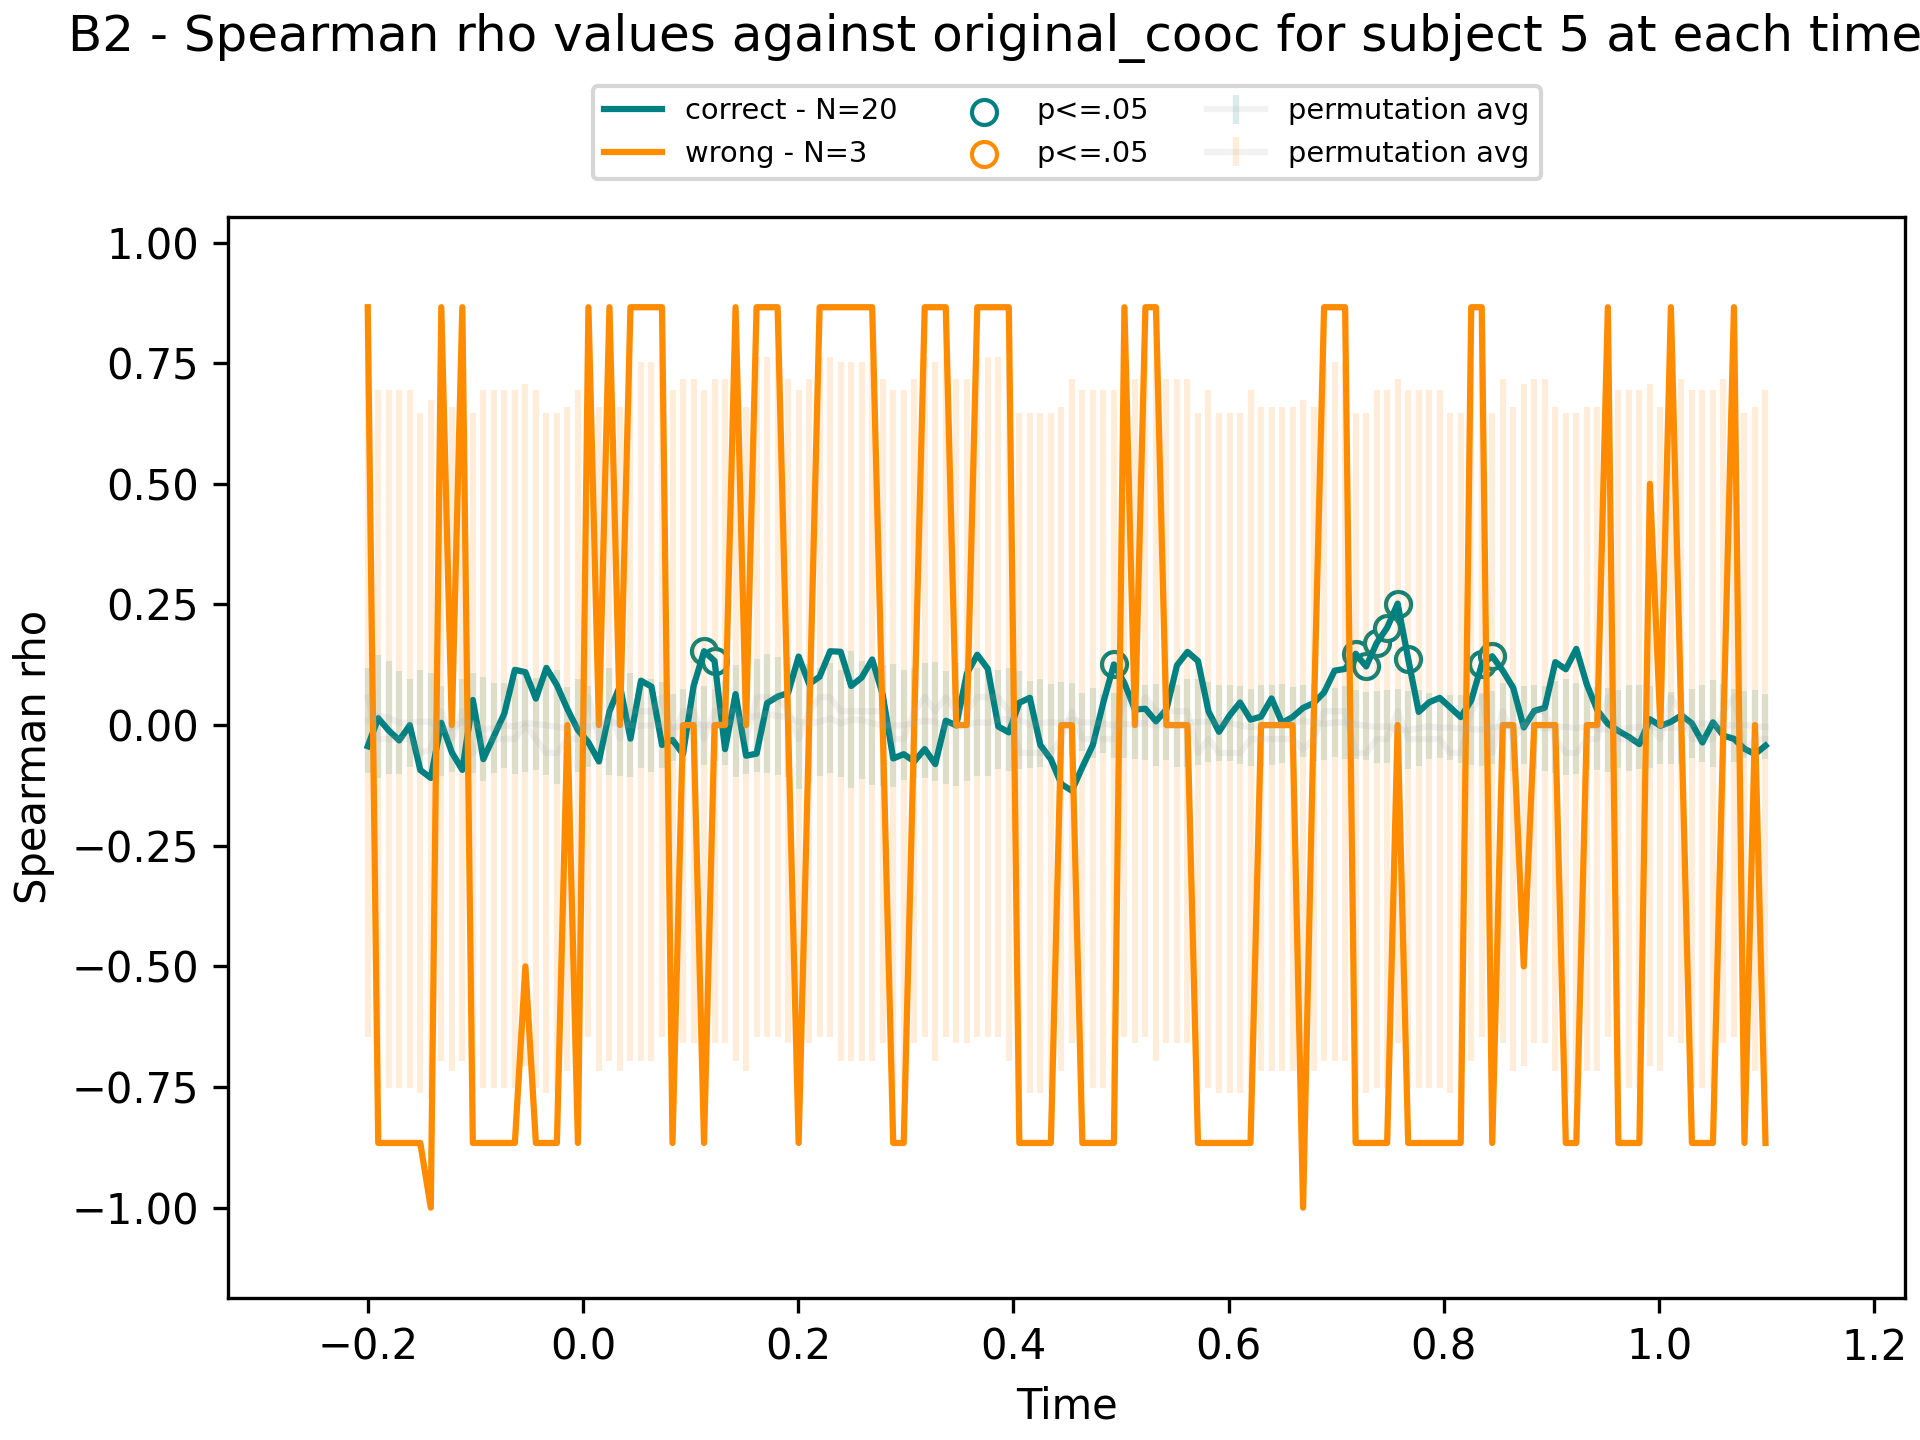 B2 - Spearman rho values against original_cooc for subject 5 at each time
correct - N=20
p<=.05
permutation avg
wrong - N=3
p<=.05
permutation avg
1.00
0.75
0.50
0.25
0.00
−0.25
−0.50
−0.75
−1.00
Spearman rho
−0.2
0.0
0.2
0.4
0.6
0.8
1.0
1.2
Time